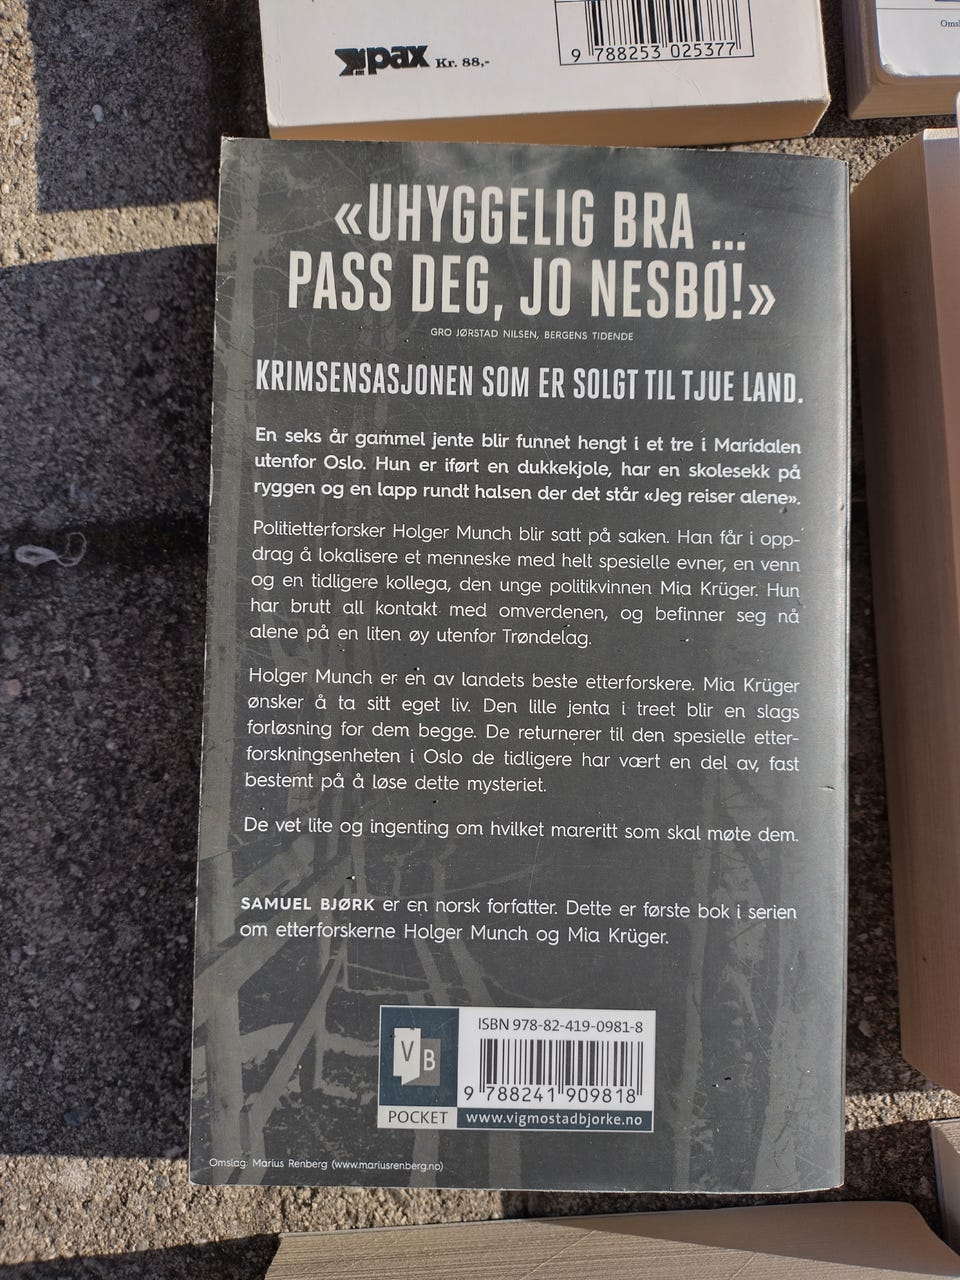 pax Kr. 88,-
9 788253 025377
Omsl
«UHYGGELIG BRA ...
PASS DEG, JO NESBØ!»
GRO JØRSTAD NILSEN, BERGENS TIDENDE
KRIMSENSASJONEN SOM ER SOLGT TIL TJUE LAND.
En seks år gammel jente blir funnet hengt i et tre i Maridalen
utenfor Oslo. Hun er iført en dukkekjole, har en skolesekk på
ryggen og en lapp rundt halsen der det står «Jeg reiser alene».
Politietterforsker Holger Munch blir satt på saken. Han får i opp-
drag å lokalisere et menneske med helt spesielle evner, en venn
og en tidligere kollega, den unge politikvinnen Mia Krüger. Hun
har brutt all kontakt med omverdenen, og befinner seg nå
alene på en liten øy utenfor Trøndelag.
Holger Munch er en av landets beste etterforskere. Mia Krüger
ønsker å ta sitt eget liv. Den lille jenta i treet blir en slags
forløsning for dem begge. De returnerer til den spesielle etter-
forskningsenheten i Oslo de tidligere har vært en del av, fast
bestemt på å løse dette mysteriet.
De vet lite og ingenting om hvilket mareritt som skal møte dem.
SAMUEL BJØRK er en norsk forfatter. Dette er første bok i serien
om etterforskerne Holger Munch og Mia Krüger.
ISBN 978-82-419-0981-8
V B
9 788241 909818
POCKET www.vigmostadbjorke.no
Omslag: Marius Renberg (www.mariusrenberg.no)